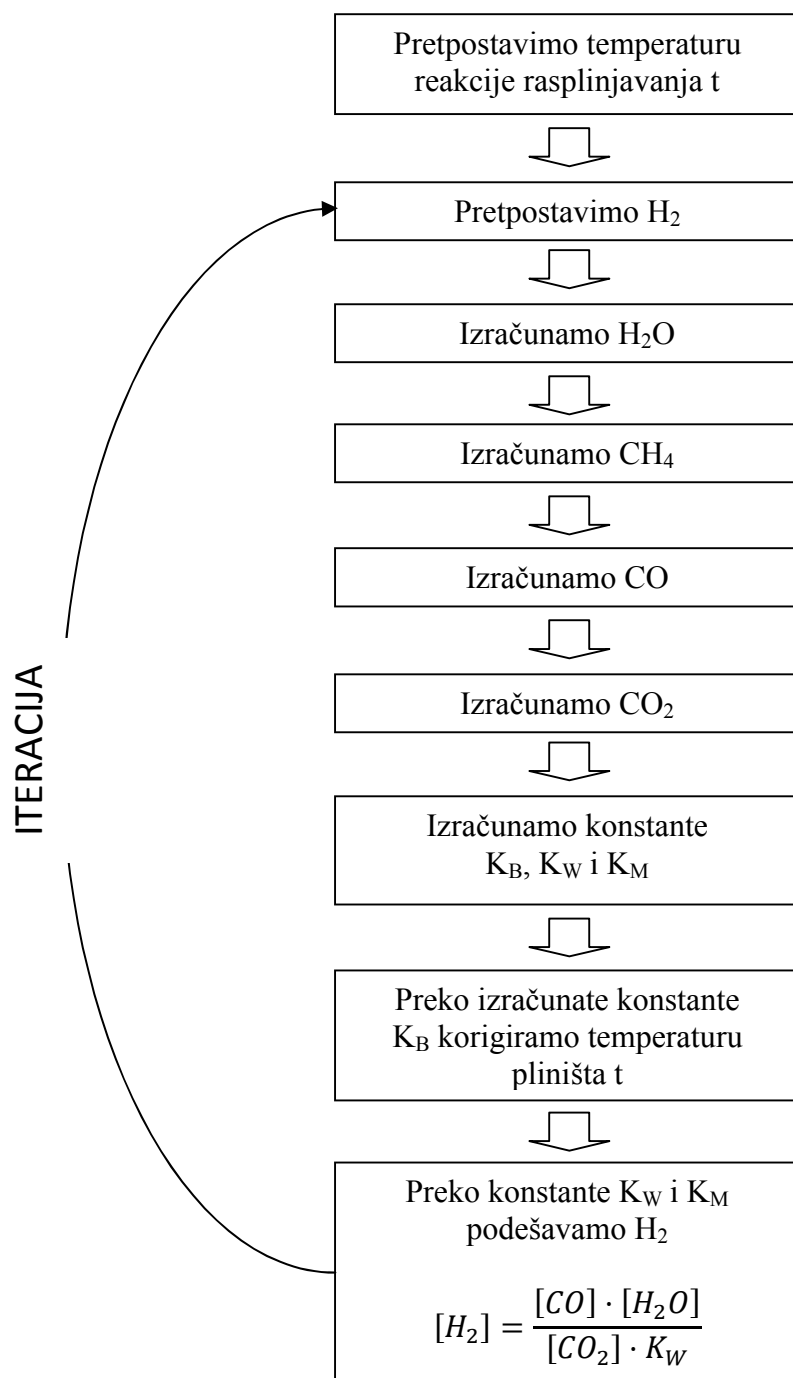 Pretpostavimo temperaturu
reakcije rasplinjavanja t
Pretpostavimo H₂
Izračunamo H₂O
Izračunamo CH₄
Izračunamo CO
Izračunamo CO₂
Izračunamo konstante
K_B, K_W i K_M
Preko izračunate konstante
K_B korigiramo temperaturu
pliništa t
Preko konstante K_W i K_M
podešavamo H₂
[H₂] = [CO] · [H₂O] / [CO₂] · K_W
ITERACIJA